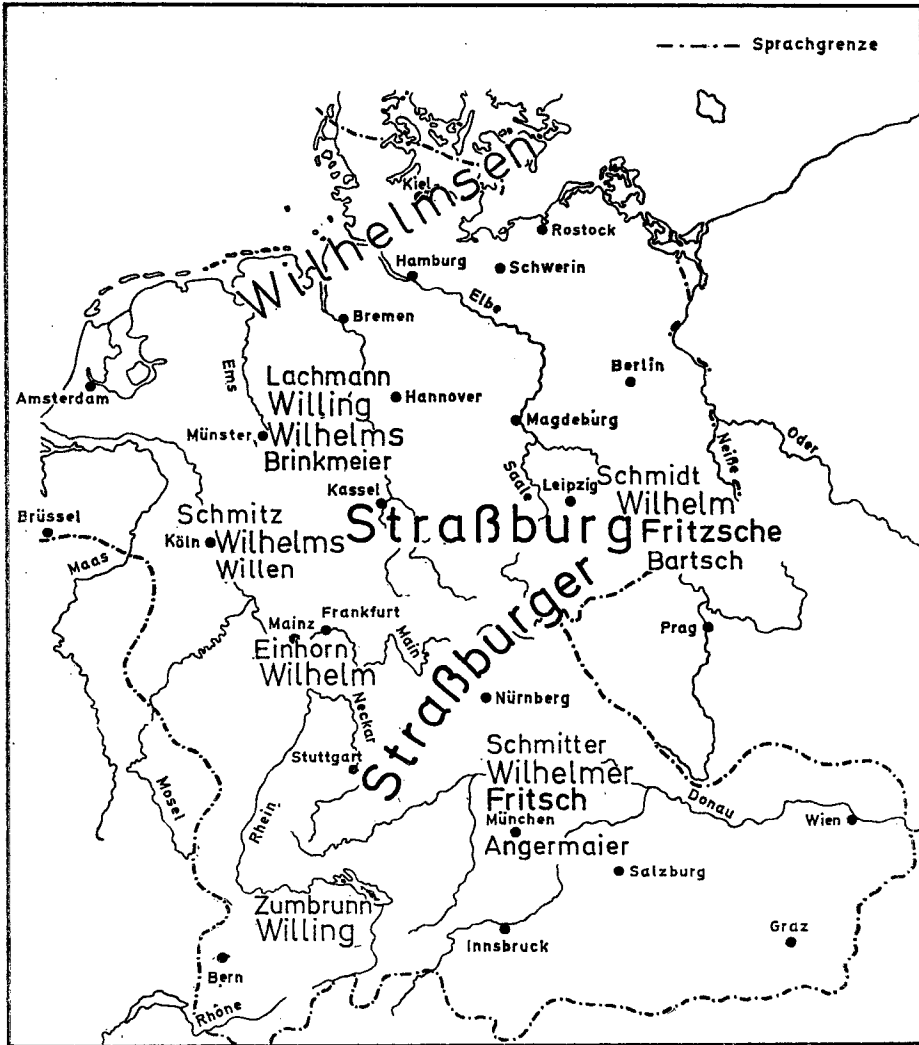 Sprachgrenze
Wilhelmsen
Kiel
Rostock
Hamburg
Schwerin
Elbe
Bremen
Ems
Berlin
Amsterdam
Lachmann
Willing
Hannover
Magdeburg
Münster
Wilhelms
Brinkmeier
Oder
Neiße
Saale
Kassel
Leipzig
Schmidt
Wilhelm
Brüssel
Schmitz
Straßburg
Fritzsche
Köln
Wilhelms
Bartsch
Maas
Willen
Straßburger
Mainz
Frankfurt
Prag
Main
Einhorn
Wilhelm
Neckar
Nürnberg
Stuttgart
Schmitter
Wilhelmer
Fritsch
Mosel
Rhein
Donau
München
Wien
Angermaier
Salzburg
Zumbrunn
Willing
Innsbruck
Graz
Bern
Rhône